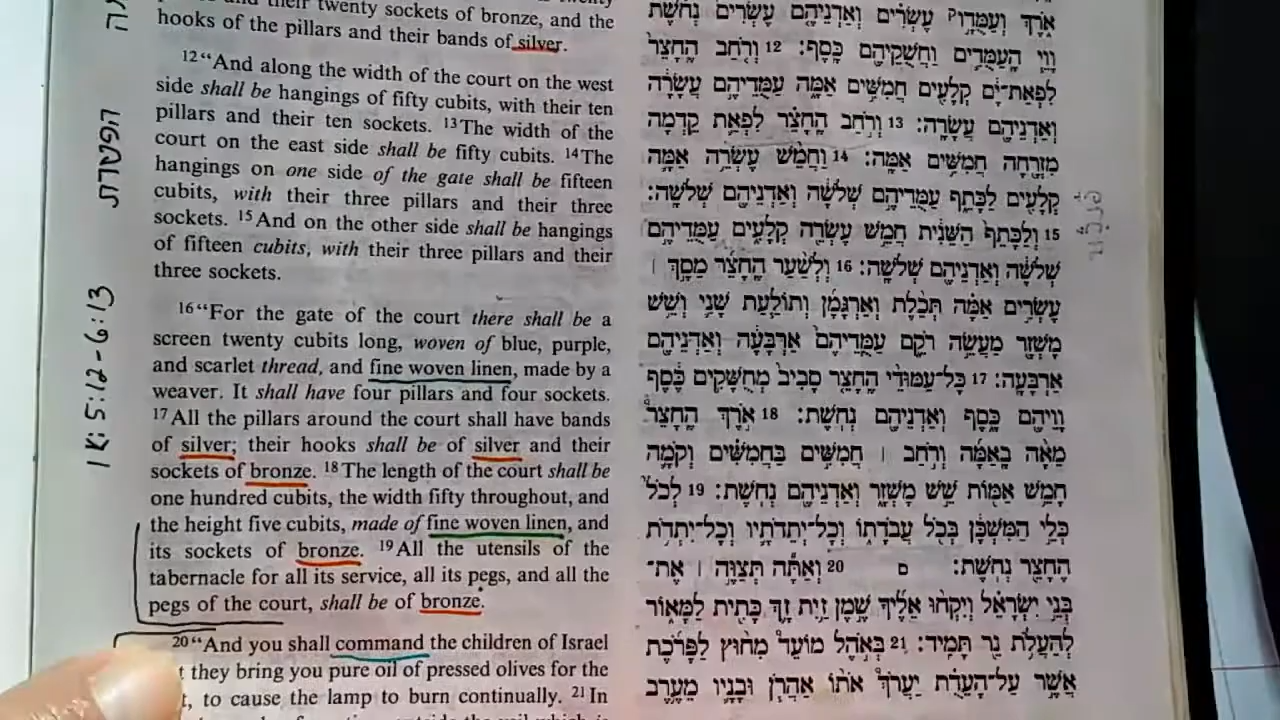 their twenty sockets of bronze, and the
hooks of the pillars and their bands of silver.
12 “And along the width of the court on the west
side shall be hangings of fifty cubits, with their ten
pillars and their ten sockets. 13 The width of the
court on the east side shall be fifty cubits. 14 The
hangings on one side of the gate shall be fifteen
cubits, with their three pillars and their three
sockets. 15 And on the other side shall be hangings
of fifteen cubits, with their three pillars and their
three sockets.
16 “For the gate of the court there shall be a
screen twenty cubits long, woven of blue, purple,
and scarlet thread, and fine woven linen, made by a
weaver. It shall have four pillars and four sockets.
17 All the pillars around the court shall have bands
of silver; their hooks shall be of silver and their
sockets of bronze. 18 The length of the court shall be
one hundred cubits, the width fifty throughout, and
the height five cubits, made of fine woven linen, and
its sockets of bronze. 19 All the utensils of the
tabernacle for all its service, all its pegs, and all the
pegs of the court, shall be of bronze.
20 “And you shall command the children of Israel
they bring you pure oil of pressed olives for the
to cause the lamp to burn continually. 21 In
אֹרֶךְ וְעַמֻּדָו עֶשְׂרִים וְאַדְנֵיהֶם עֶשְׂרִים נְחֹשֶׁת
וָוֵי הָעַמֻּדִים וַחֲשֻׁקֵיהֶם כָּסֶף׃ 12 וְרֹחַב הֶחָצֵר
לִפְאַת־יָם קְלָעִים חֲמִשִּׁים אַמָּה עַמֻּדֵיהֶם עֲשָׂרָה
וְאַדְנֵיהֶם עֲשָׂרָה׃ 13 וְרֹחַב הֶחָצֵר לִפְאַת קֵדְמָה
מִזְרָחָה חֲמִשִּׁים אַמָּה׃ 14 וַחֲמֵשׁ עֶשְׂרֵה אַמָּה
קְלָעִים לַכָּתֵף עַמֻּדֵיהֶם שְׁלֹשָׁה וְאַדְנֵיהֶם שְׁלֹשָׁה׃
15 וְלַכָּתֵף הַשֵּׁנִית חֲמֵשׁ עֶשְׂרֵה קְלָעִים עַמֻּדֵיהֶם
שְׁלֹשָׁה וְאַדְנֵיהֶם שְׁלֹשָׁה׃ 16 וּלְשַׁעַר הֶחָצֵר מָסָךְ ׀
עֶשְׂרִים אַמָּה תְּכֵלֶת וְאַרְגָּמָן וְתוֹלַעַת שָׁנִי וְשֵׁשׁ
מָשְׁזָר מַעֲשֵׂה רֹקֵם עַמֻּדֵיהֶם אַרְבָּעָה וְאַדְנֵיהֶם
אַרְבָּעָה׃ 17 כָּל־עַמּוּדֵי הֶחָצֵר סָבִיב מְחֻשָּׁקִים כֶּסֶף
וָוֵיהֶם כָּסֶף וְאַדְנֵיהֶם נְחֹשֶׁת׃ 18 אֹרֶךְ הֶחָצֵר
מֵאָה בָאַמָּה וְרֹחַב ׀ חֲמִשִּׁים בַּחֲמִשִּׁים וְקֹמָה
חָמֵשׁ אַמּוֹת שֵׁשׁ מָשְׁזָר וְאַדְנֵיהֶם נְחֹשֶׁת׃ 19 לְכֹל
כְּלֵי הַמִּשְׁכָּן בְּכֹל עֲבֹדָתוֹ וְכָל־יְתֵדֹתָיו וְכָל־יִתְדֹת
הֶחָצֵר נְחֹשֶׁת׃ ס 20 וְאַתָּה תְּצַוֶּה ׀ אֶת־
בְּנֵי יִשְׂרָאֵל וְיִקְחוּ אֵלֶיךָ שֶׁמֶן זַיִת זָךְ כָּתִית לַמָּאוֹר
לְהַעֲלֹת נֵר תָּמִיד׃ 21 בְּאֹהֶל מוֹעֵד מִחוּץ לַפָּרֹכֶת
אֲשֶׁר עַל־הָעֵדֻת יַעֲרֹךְ אֹתוֹ אַהֲרֹן וּבָנָיו מֵעֶרֶב
הפטרת
1K:5:12-6:13